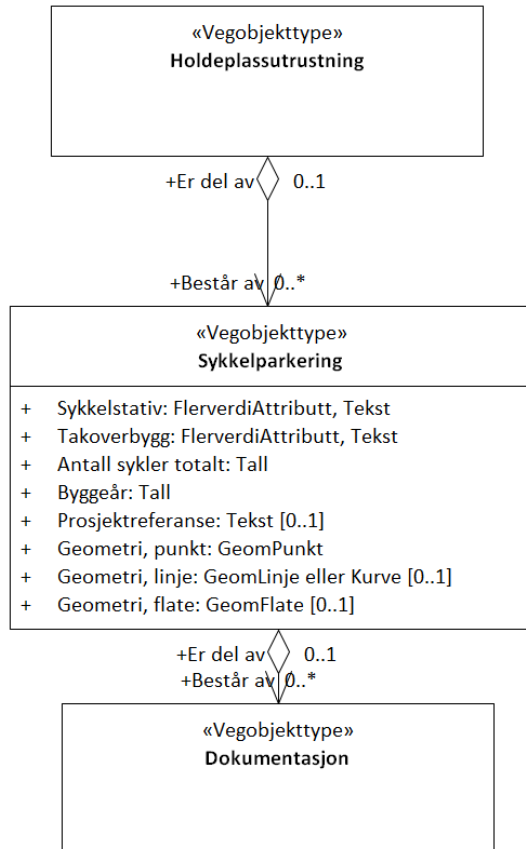 «Vegobjekttype»
Holdeplassutrustning
+Er del av 0..1
+Består av 0..*
«Vegobjekttype»
Sykkelparkering
+ Sykkelstativ: FlerverdiAttributt, Tekst
+ Takoverbygg: FlerverdiAttributt, Tekst
+ Antall sykler totalt: Tall
+ Byggeår: Tall
+ Prosjektreferanse: Tekst [0..1]
+ Geometri, punkt: GeomPunkt
+ Geometri, linje: GeomLinje eller Kurve [0..1]
+ Geometri, flate: GeomFlate [0..1]
+Er del av 0..1
+Består av 0..*
«Vegobjekttype»
Dokumentasjon